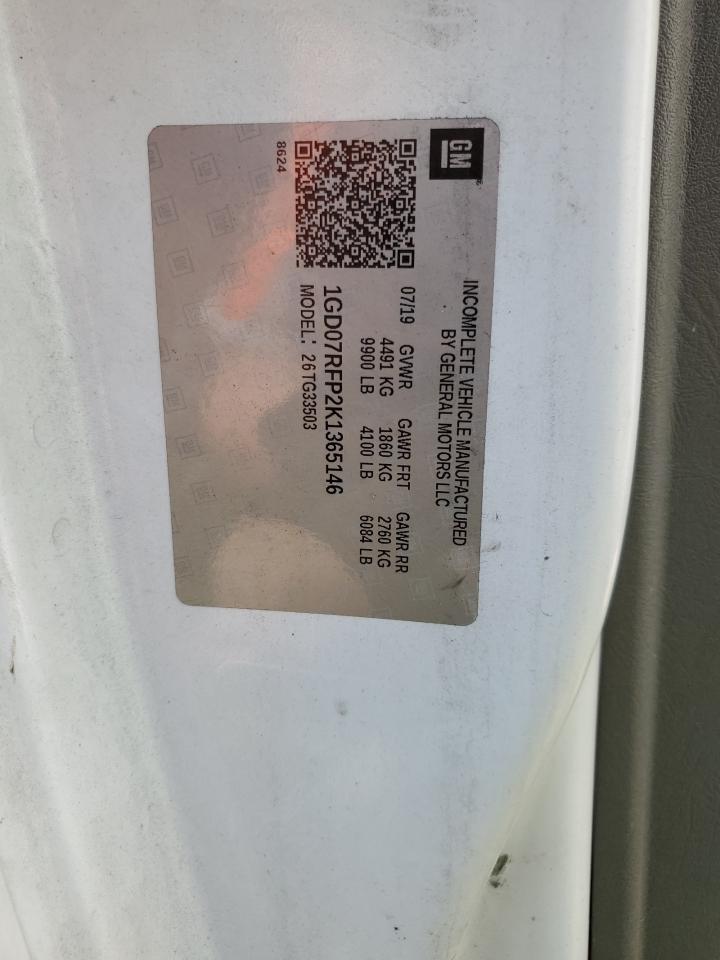 GM
INCOMPLETE VEHICLE MANUFACTURED
BY GENERAL MOTORS LLC
07/19 GVWR GAWR FRT GAWR RR
4491 KG 1860 KG 2760 KG
9900 LB 4100 LB 6084 LB
1GD07RFP2K1365146
MODEL: 26TG33503
8624